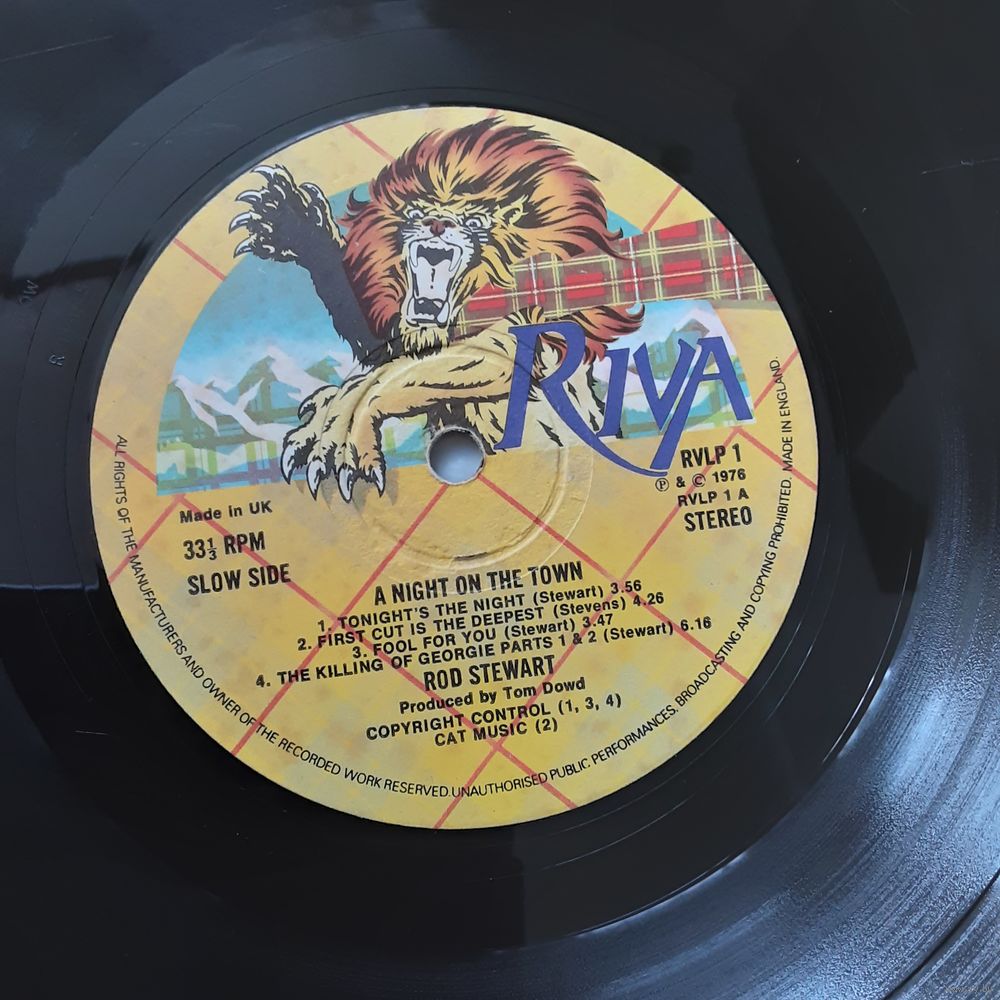 RIVA
RVLP 1
Ⓟ & © 1976
RVLP 1 A
STEREO
Made in UK
33⅓ RPM
SLOW SIDE
A NIGHT ON THE TOWN
1. TONIGHT'S THE NIGHT (Stewart) 3.56
2. FIRST CUT IS THE DEEPEST (Stevens) 4.26
3. FOOL FOR YOU (Stewart) 3.47
4. THE KILLING OF GEORGIE PARTS 1 & 2 (Stewart) 6.16
ROD STEWART
Produced by Tom Dowd
COPYRIGHT CONTROL (1, 3, 4)
CAT MUSIC (2)
ALL RIGHTS OF THE MANUFACTURERS AND OWNER OF THE RECORDED WORK RESERVED. UNAUTHORISED PUBLIC PERFORMANCES, BROADCASTING AND COPYING PROHIBITED. MADE IN ENGLAND.